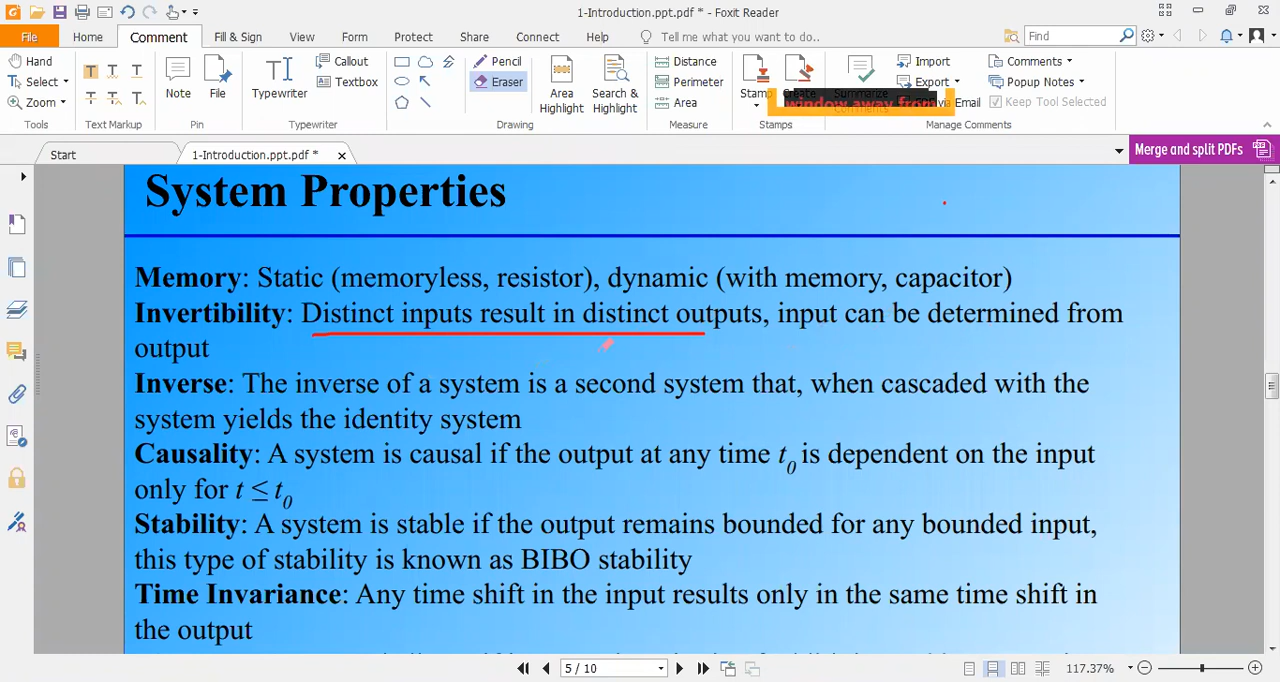 1-Introduction.ppt.pdf * - Foxit Reader
File Home Comment Fill & Sign View Form Protect Share Connect Help Tell me what you want to do.. Find
Hand
Select
Zoom
Tools
T T T
T T T
Text Markup
Note File
Pin
Typewriter
Callout
Textbox
Typewriter
Pencil
Eraser
Area Highlight
Search & Highlight
Drawing
Distance
Perimeter
Area
Measure
Stamp
Stamps
window away from
Import
Export
Email
Comments
Popup Notes
Keep Tool Selected
Manage Comments
Start 1-Introduction.ppt.pdf * Merge and split PDFs
System Properties
Memory: Static (memoryless, resistor), dynamic (with memory, capacitor)
Invertibility: Distinct inputs result in distinct outputs, input can be determined from
output
Inverse: The inverse of a system is a second system that, when cascaded with the
system yields the identity system
Causality: A system is causal if the output at any time t0 is dependent on the input
only for t ≤ t0
Stability: A system is stable if the output remains bounded for any bounded input,
this type of stability is known as BIBO stability
Time Invariance: Any time shift in the input results only in the same time shift in
the output
5 / 10 117.37%